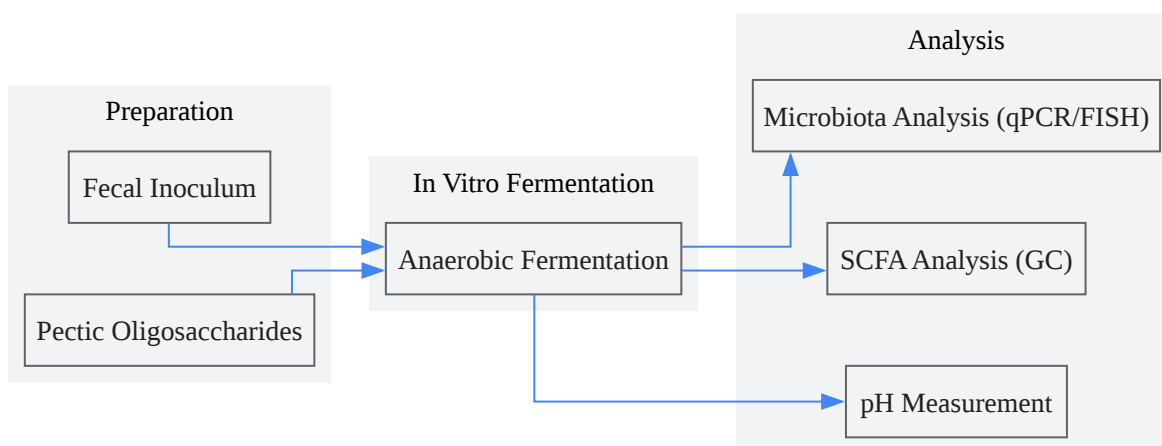 Preparation
Fecal Inoculum
Pectic Oligosaccharides
In Vitro Fermentation
Anaerobic Fermentation
Analysis
Microbiota Analysis (qPCR/FISH)
SCFA Analysis (GC)
pH Measurement